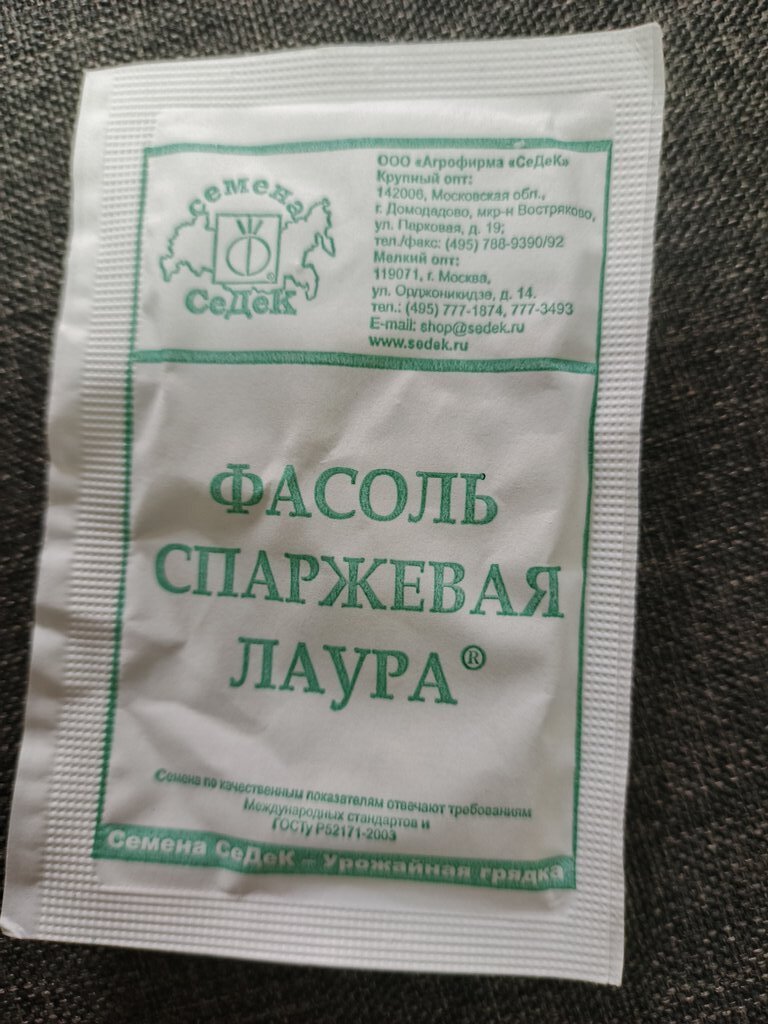 семена
СеДеК
ООО «Агрофирма «СеДеК»
Крупный опт:
142006, Московская обл.,
г. Домодедово, мкр-н Востряково,
ул. Парковая, д. 19;
тел./факс: (495) 788-9390/92
Мелкий опт:
119071, г. Москва,
ул. Орджоникидзе, д. 14.
тел.: (495) 777-1874, 777-3493
E-mail: shop@sedek.ru
www.sedek.ru
ФАСОЛЬ
СПАРЖЕВАЯ
ЛАУРА®
Семена по качественным показателям отвечают требованиям
Международных стандартов и
ГОСТу Р52171-2003
Семена СеДеК – Урожайная грядка